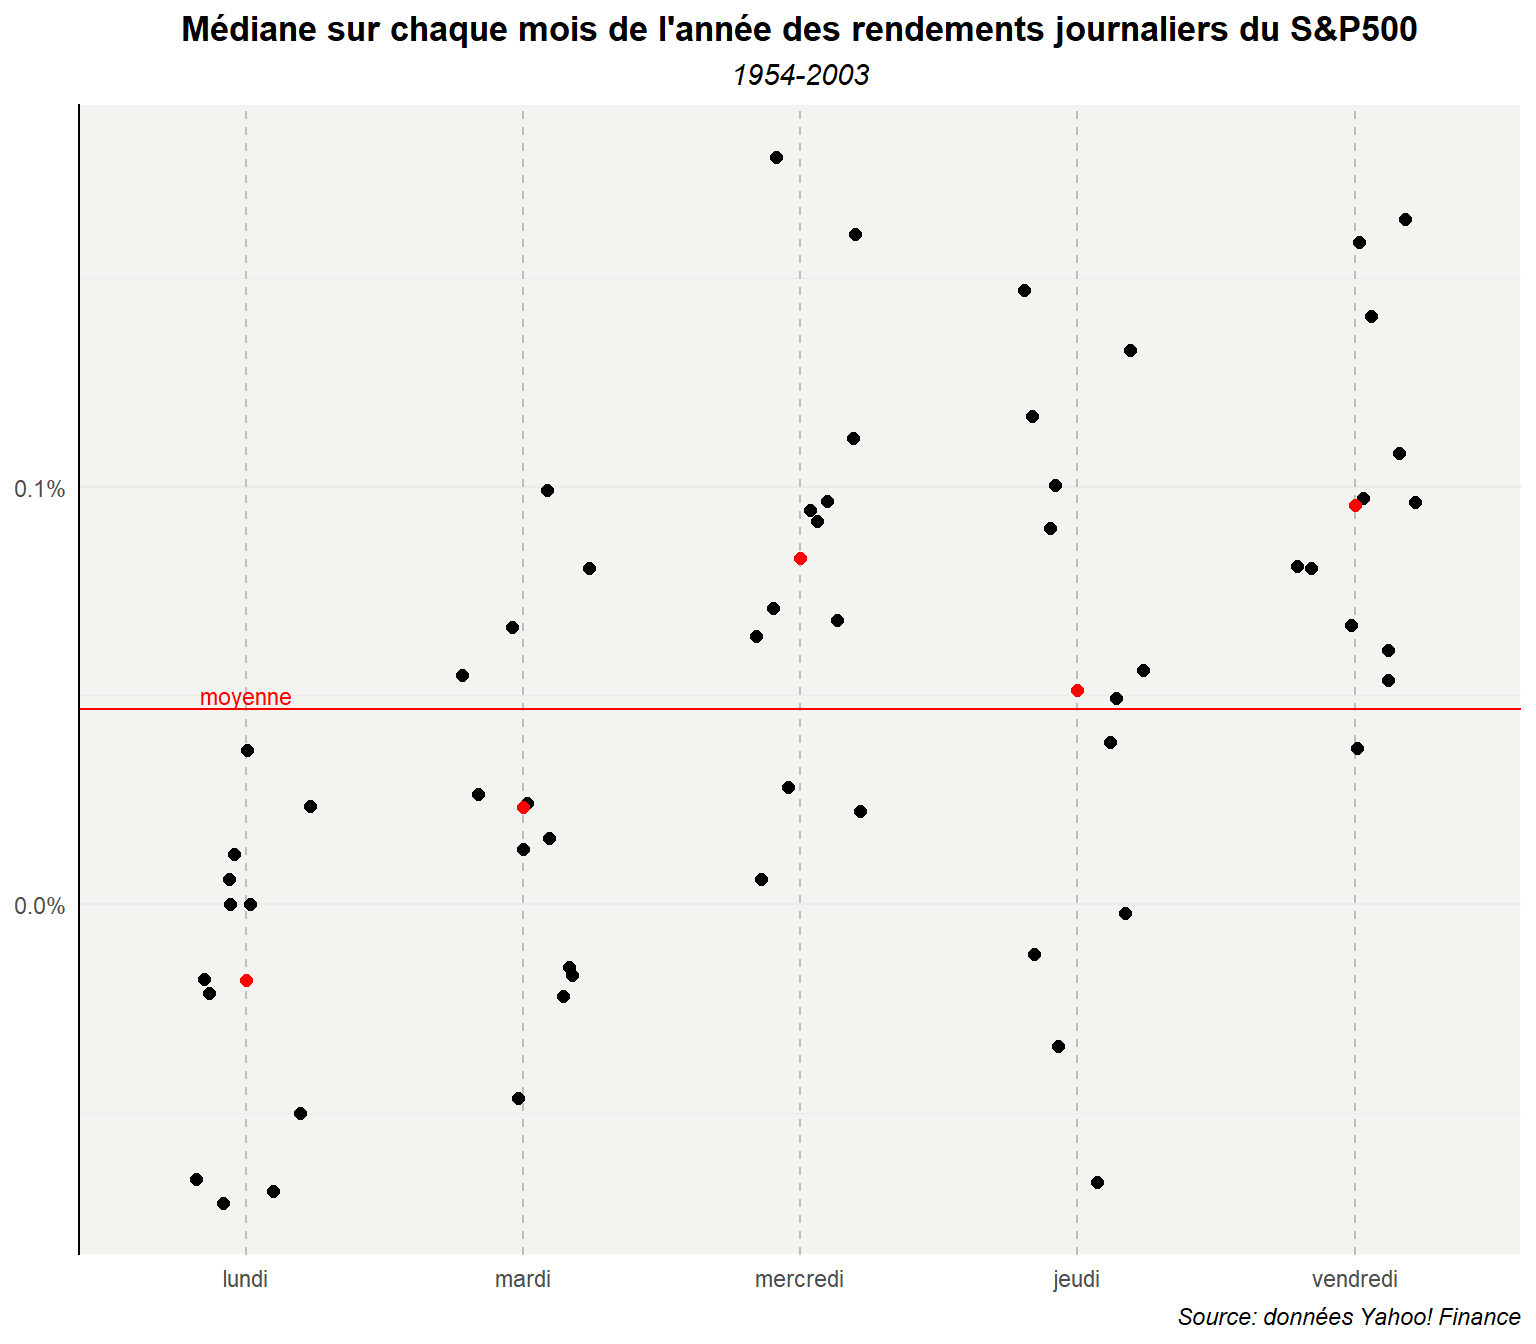 Médiane sur chaque mois de l'année des rendements journaliers du S&P500
1954-2003
0.1%
moyenne
0.0%
lundi mardi mercredi jeudi vendredi
Source: données Yahoo! Finance